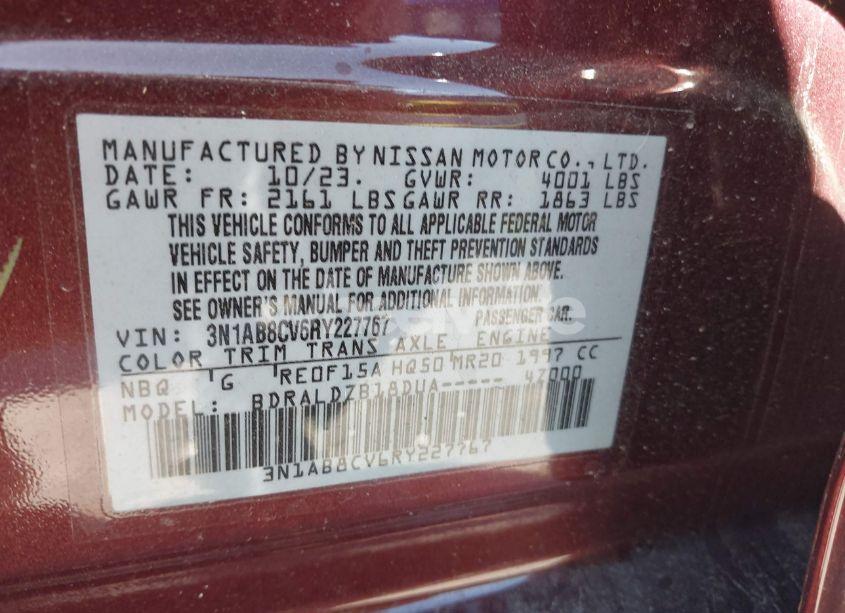 MANUFACTURED BY NISSAN MOTOR CO., LTD.
DATE: 10/23. GVWR: 4001 LBS
GAWR FR: 2161 LBS GAWR RR: 1863 LBS
THIS VEHICLE CONFORMS TO ALL APPLICABLE FEDERAL MOTOR
VEHICLE SAFETY, BUMPER AND THEFT PREVENTION STANDARDS
IN EFFECT ON THE DATE OF MANUFACTURE SHOWN ABOVE.
SEE OWNER'S MANUAL FOR ADDITIONAL INFORMATION.
VIN: 3N1AB8CV6RY227767 PASSENGER CAR.
COLOR TRIM TRANS AXLE ENGINE
NBQ 'G 'RE0F15A HQ50 MR20 1997 CC
MODEL: BDRALDZB18DUA----- 47000
3N1AB8CV6RY227767